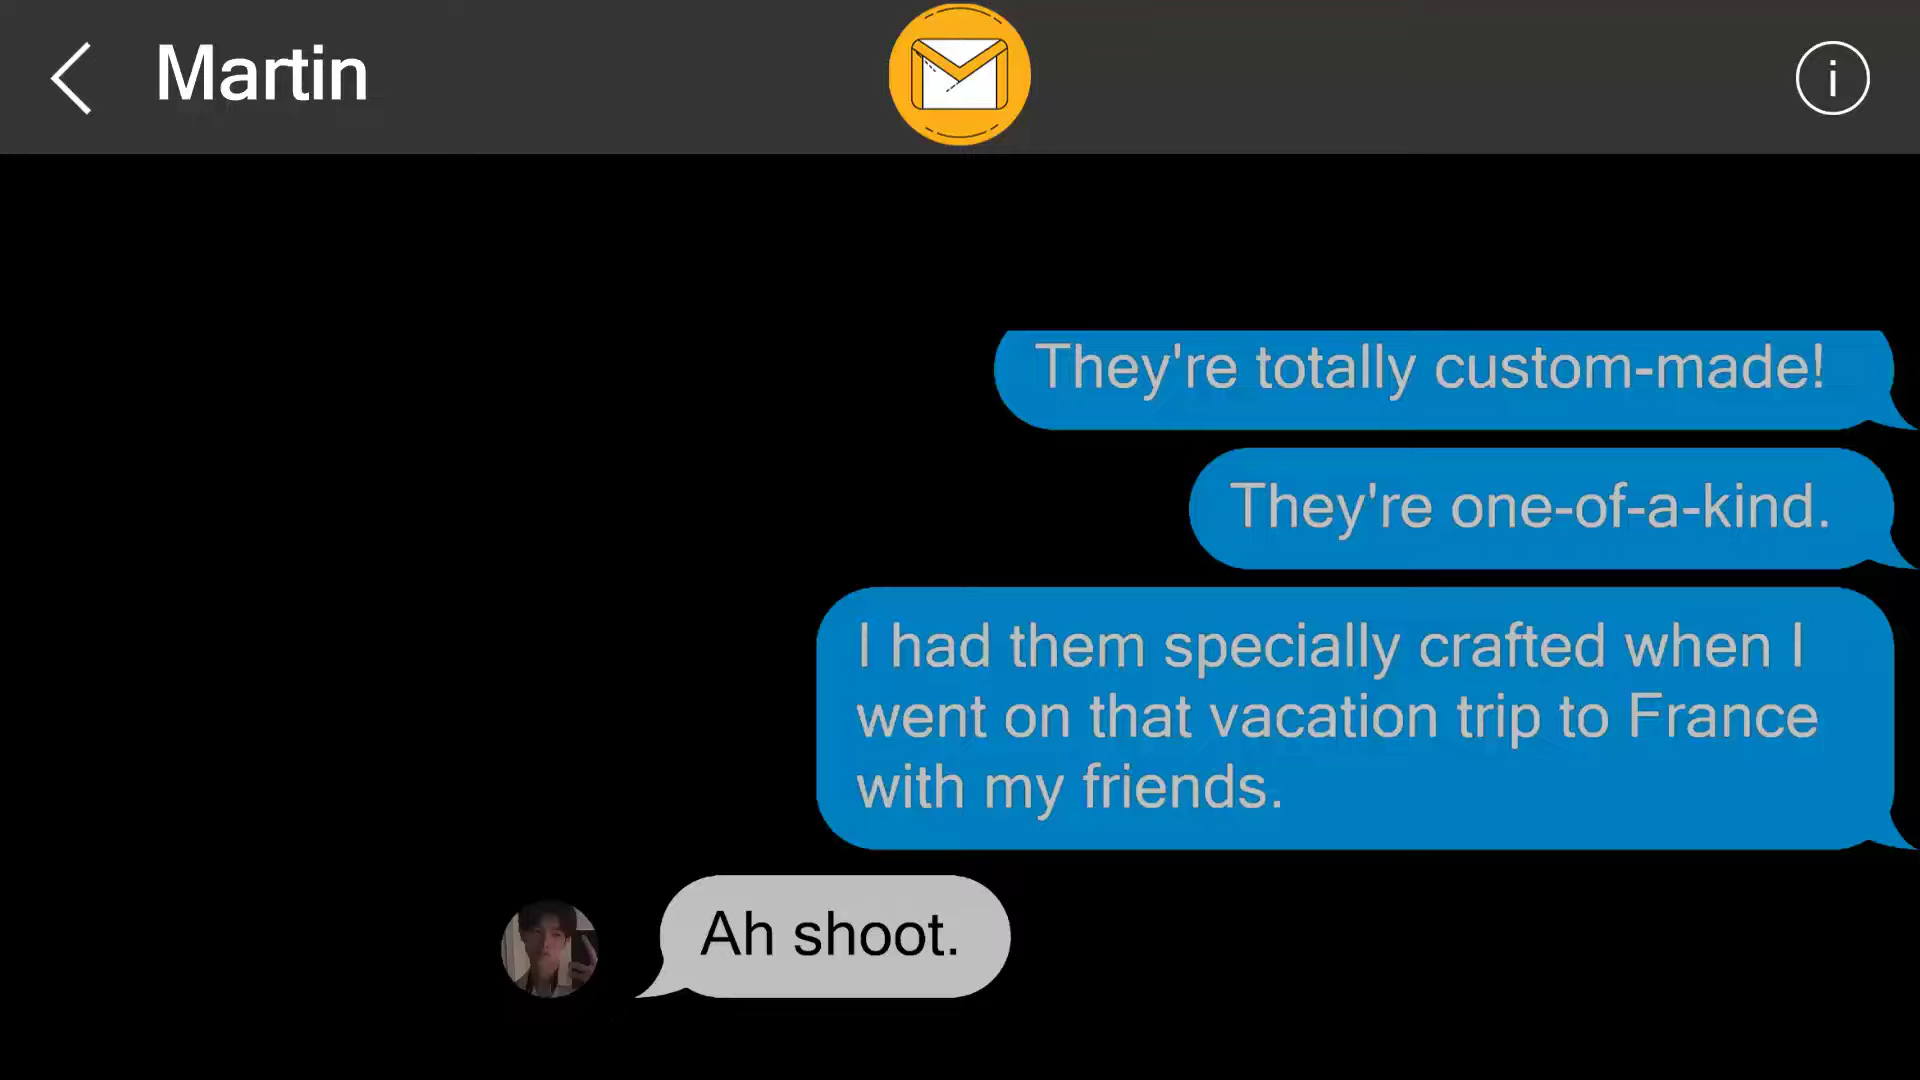 Martin
i
They're totally custom-made!
They're one-of-a-kind.
I had them specially crafted when I
went on that vacation trip to France
with my friends.
Ah shoot.